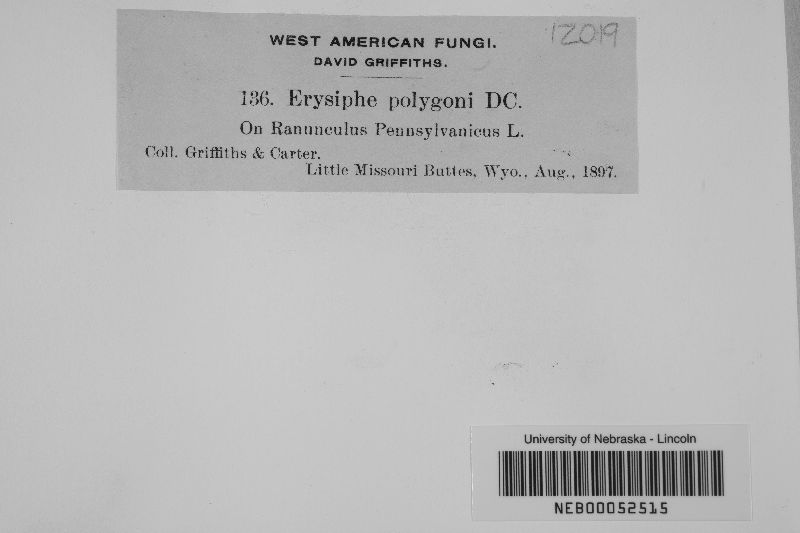 WEST AMERICAN FUNGI.
12019
DAVID GRIFFITHS.
136. Erysiphe polygoni DC.
On Ranunculus Pennsylvanicus L.
Coll. Griffiths & Carter.
Little Missouri Buttes, Wyo., Aug., 1897.
University of Nebraska - Lincoln
NEB00052515